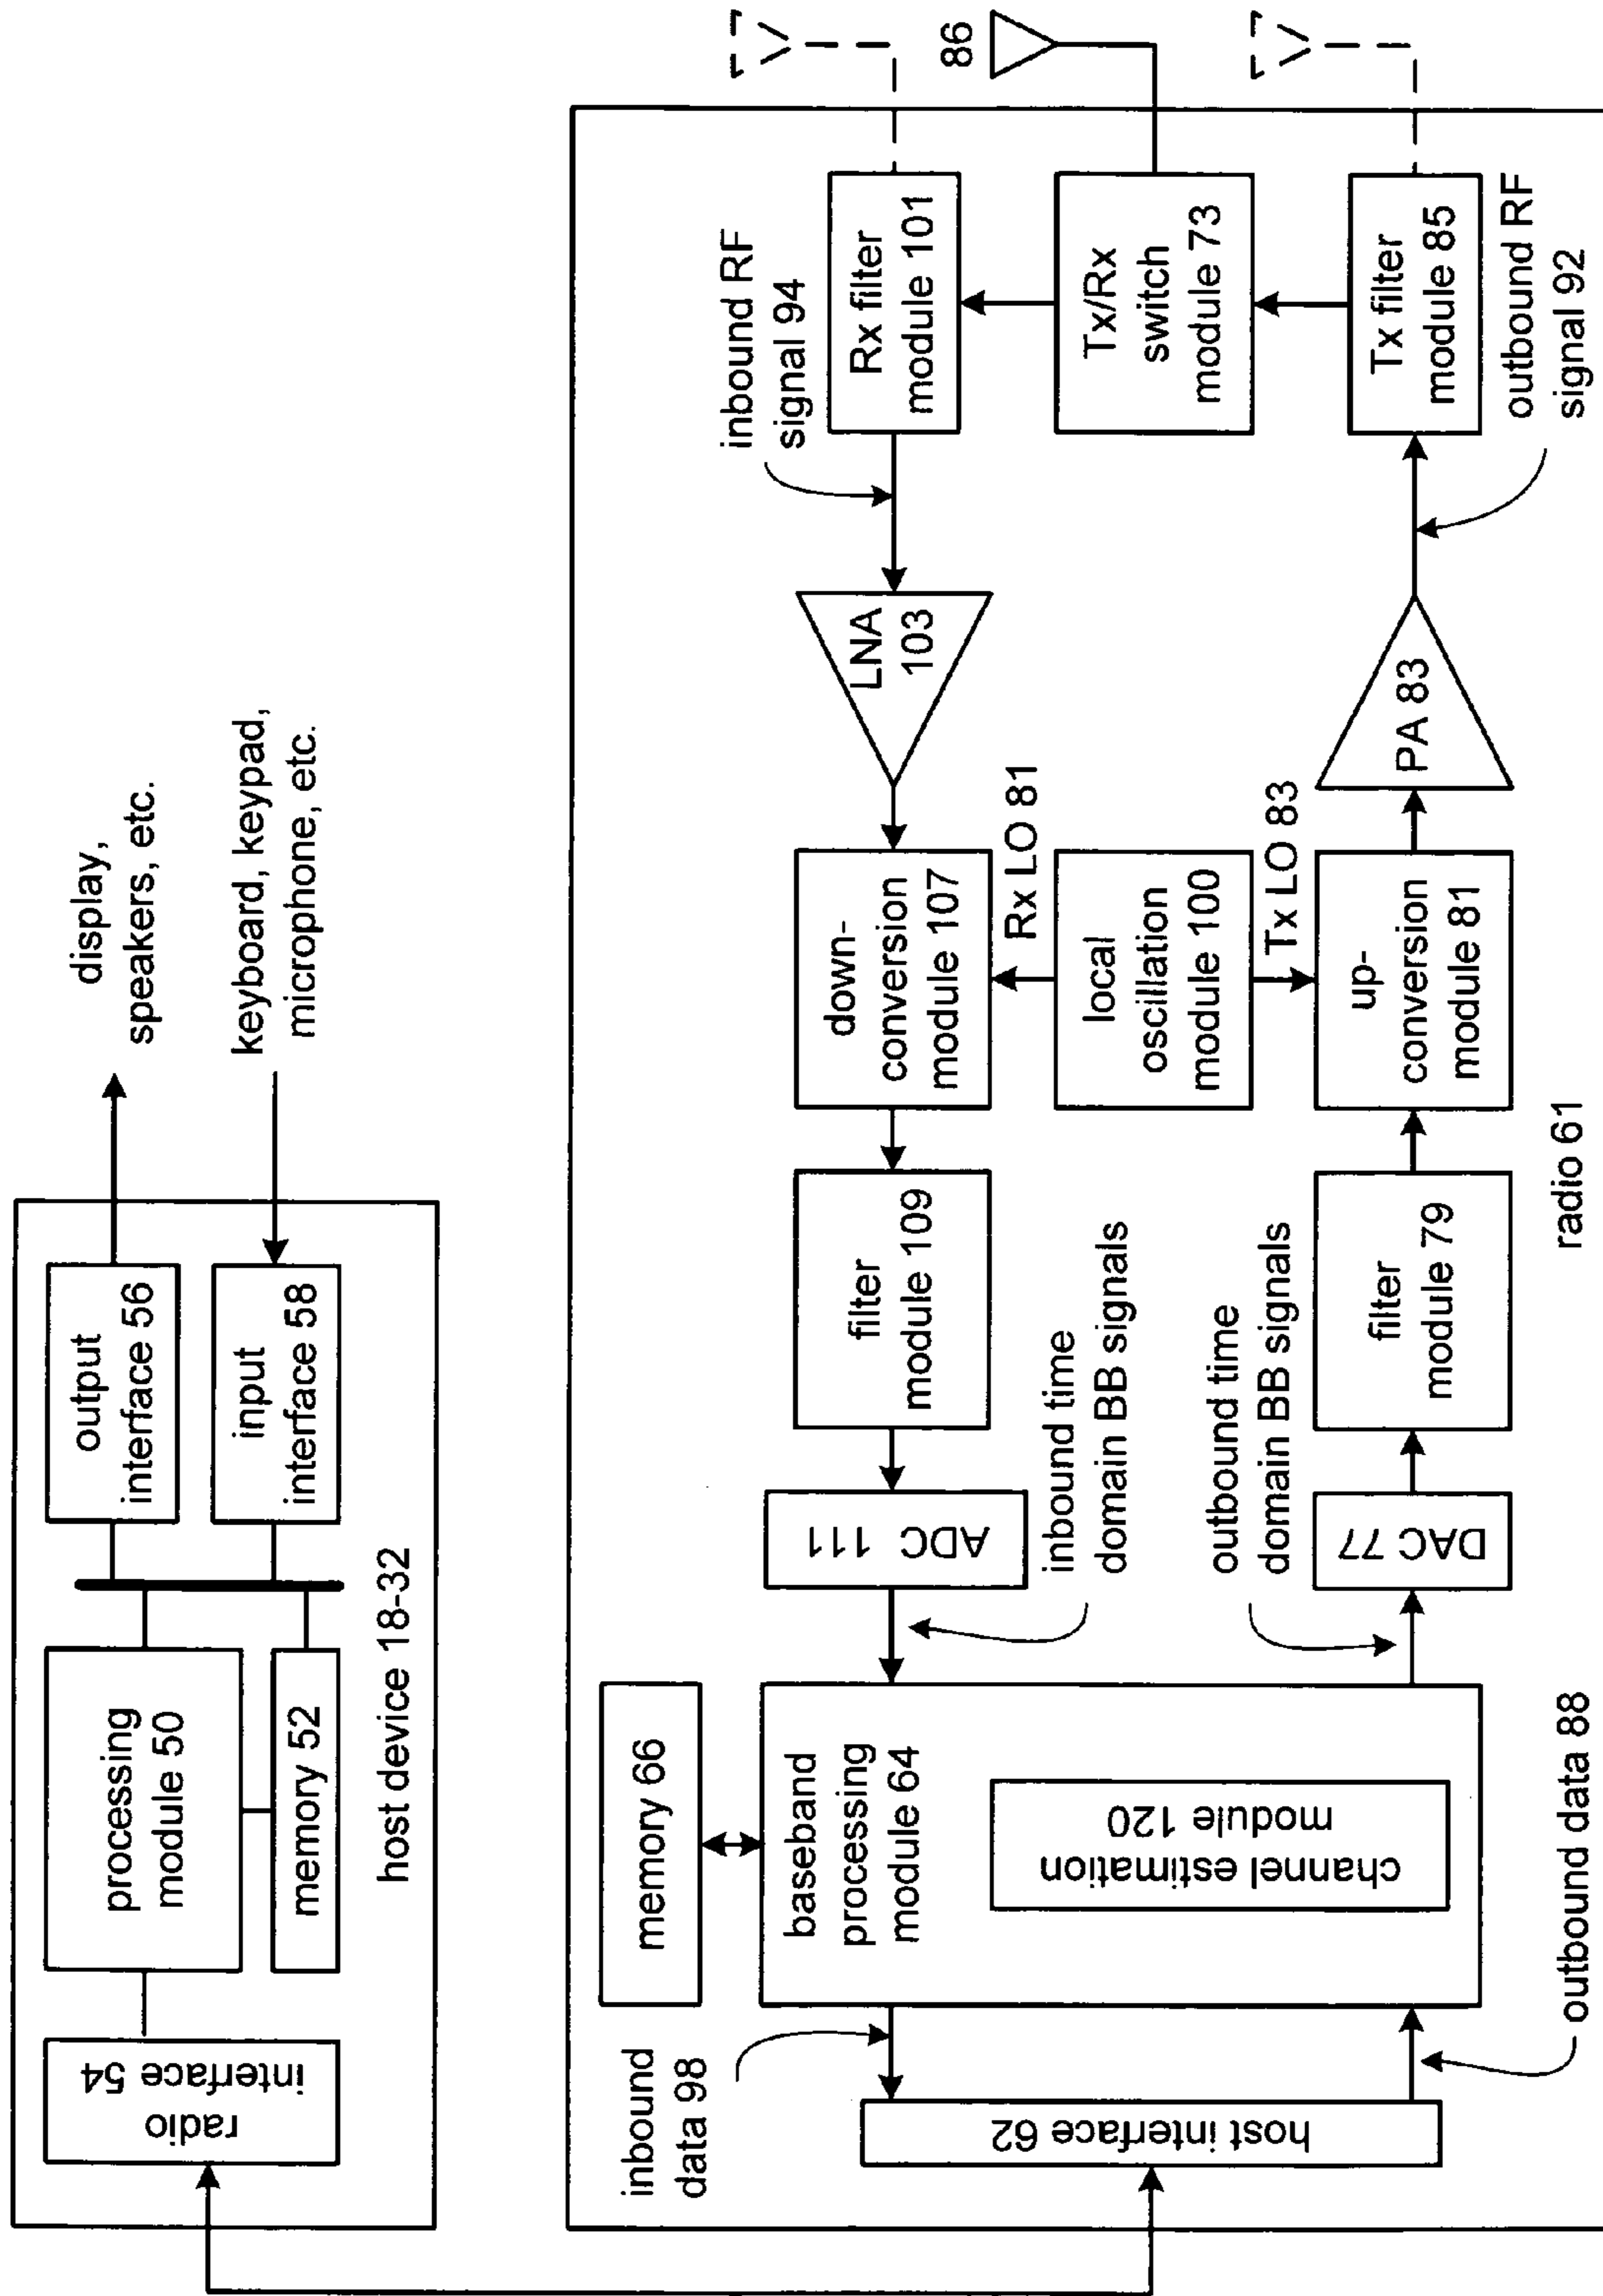 radio
interface 54
processing
module 50
memory 52
output
interface 56
input
interface 58
display,
speakers, etc.
keyboard, keypad,
microphone, etc.
host device 18-32
inbound
data 98
host interface 62
memory 66
baseband
processing
module 64
channel estimation
module 120
outbound data 88
ADC 111
inbound time
domain BB signals
outbound time
domain BB signals
DAC 77
filter
module 109
filter
module 79
down-
conversion
module 107
Rx LO 81
local
oscillation
module 100
Tx LO 83
up-
conversion
module 81
radio 61
LNA
103
PA 83
inbound RF
signal 94
Rx filter
module 101
Tx/Rx
switch
module 73
Tx filter
module 85
outbound RF
signal 92
86